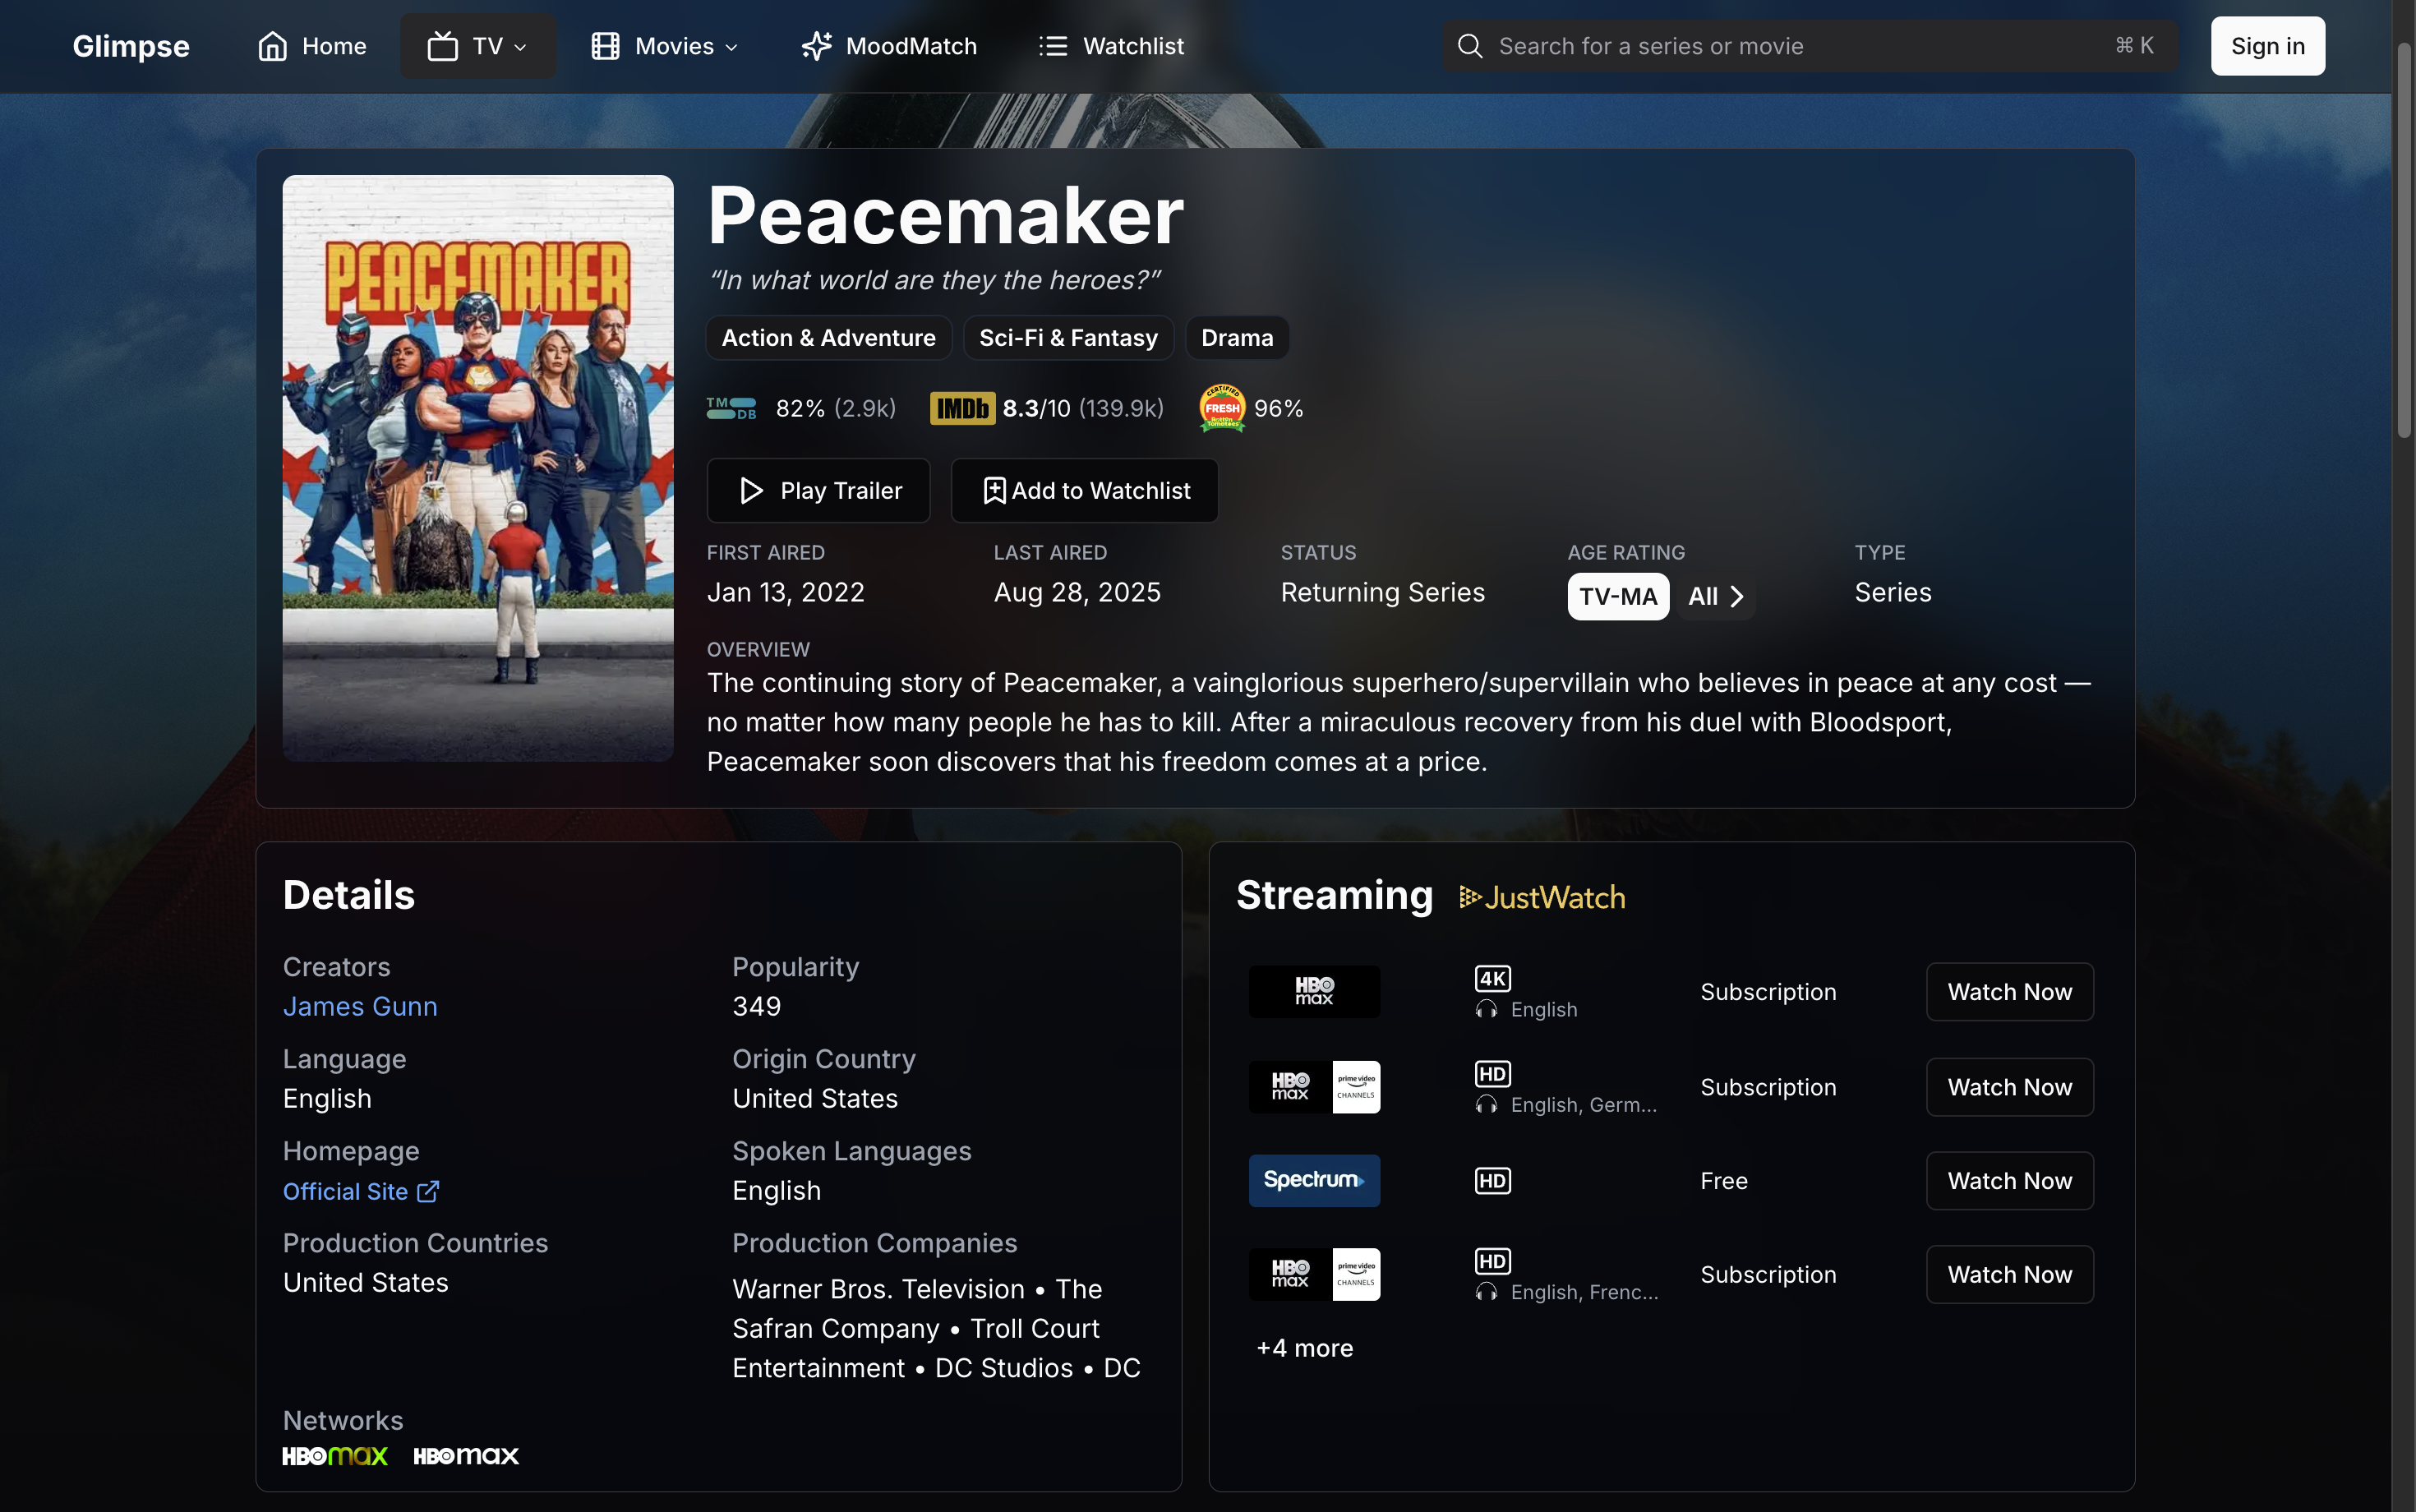 Glimpse
Home
TV
Movies
MoodMatch
Watchlist
Search for a series or movie
⌘ K
Sign in
PEACEMAKER
Peacemaker
“In what world are they the heroes?”
Action & Adventure
Sci-Fi & Fantasy
Drama
TMDB 82% (2.9k)
IMDb 8.3/10 (139.9k)
CERTIFIED FRESH Rotten Tomatoes 96%
Play Trailer
Add to Watchlist
FIRST AIRED
Jan 13, 2022
LAST AIRED
Aug 28, 2025
STATUS
Returning Series
AGE RATING
TV-MA All
TYPE
Series
OVERVIEW
The continuing story of Peacemaker, a vainglorious superhero/supervillain who believes in peace at any cost —
no matter how many people he has to kill. After a miraculous recovery from his duel with Bloodsport,
Peacemaker soon discovers that his freedom comes at a price.
Details
Creators
James Gunn
Popularity
349
Language
English
Origin Country
United States
Homepage
Official Site
Spoken Languages
English
Production Countries
United States
Production Companies
Warner Bros. Television • The
Safran Company • Troll Court
Entertainment • DC Studios • DC
Networks
HBO max HBO max
Streaming JustWatch
HBO max
4K
English
Subscription
Watch Now
HBO max prime video CHANNELS
HD
English, Germ...
Subscription
Watch Now
Spectrum
HD
Free
Watch Now
HBO max prime video CHANNELS
HD
English, Frenc...
Subscription
Watch Now
+4 more